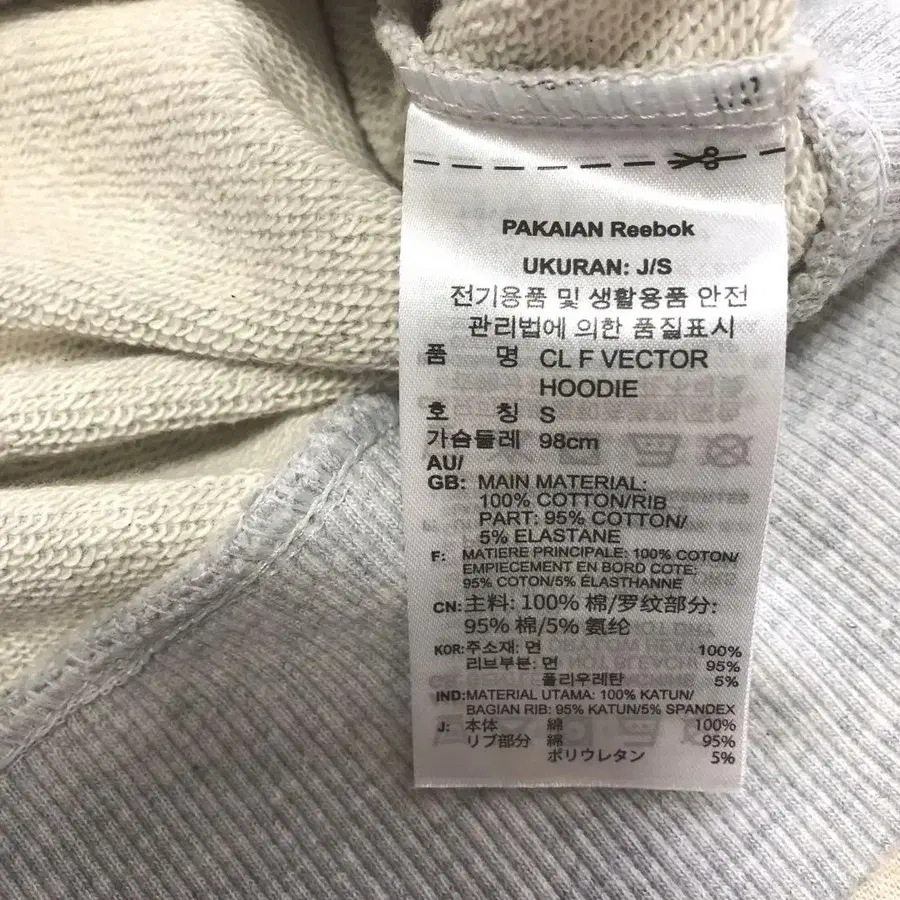 PAKAIAN Reebok
UKURAN: J/S
전기용품 및 생활용품 안전
관리법에 의한 품질표시
품 명 CL F VECTOR
HOODIE
호 칭 S
가슴둘레 98cm
AU/
GB: MAIN MATERIAL:
100% COTTON/RIB
PART: 95% COTTON/
5% ELASTANE
F: MATIERE PRINCIPALE: 100% COTON/
EMPIECEMENT EN BORD COTE:
95% COTON/5% ÉLASTHANNE
CN: 主料: 100% 棉/罗纹部分:
95% 棉/5% 氨纶
KOR: 주소재: 면 100%
리브부분: 면 95%
폴리우레탄 5%
IND: MATERIAL UTAMA: 100% KATUN/
BAGIAN RIB: 95% KATUN/5% SPANDEX
J: 本体 綿 100%
リブ部分 綿 95%
ポリウレタン 5%